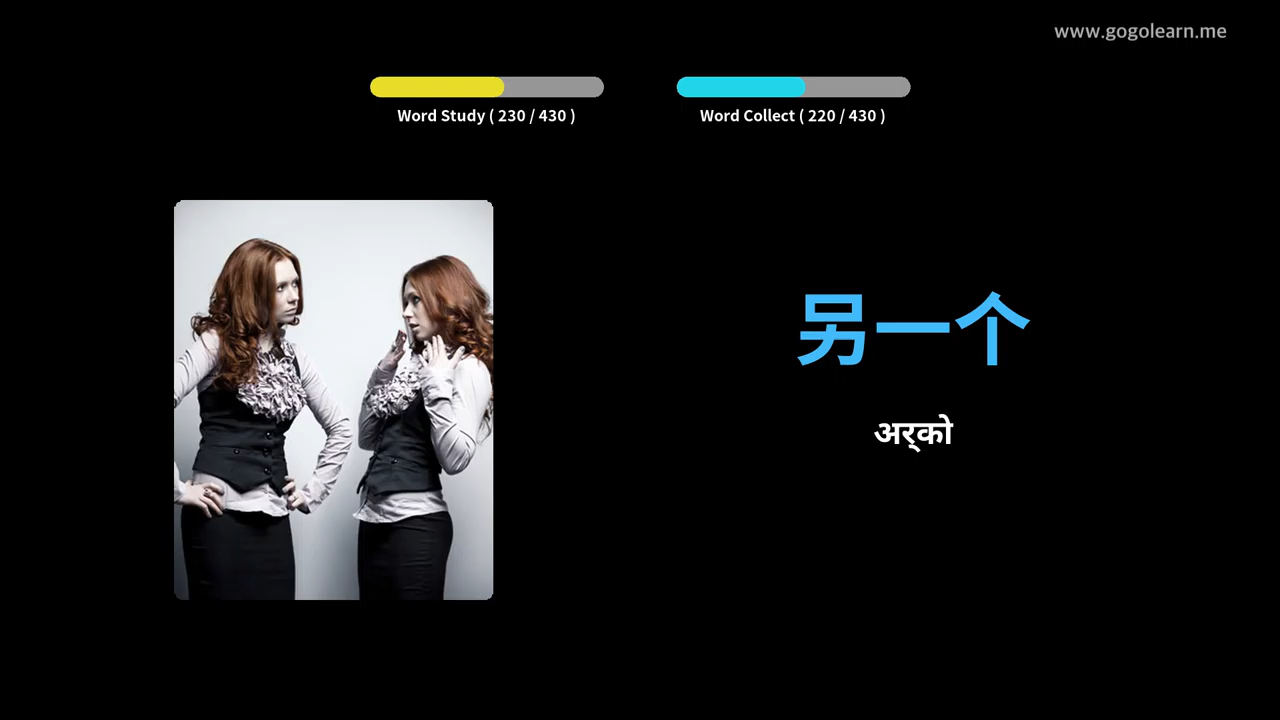 www.gogolearn.me
Word Study ( 230 / 430 )
Word Collect ( 220 / 430 )
另一个
अर्‌को